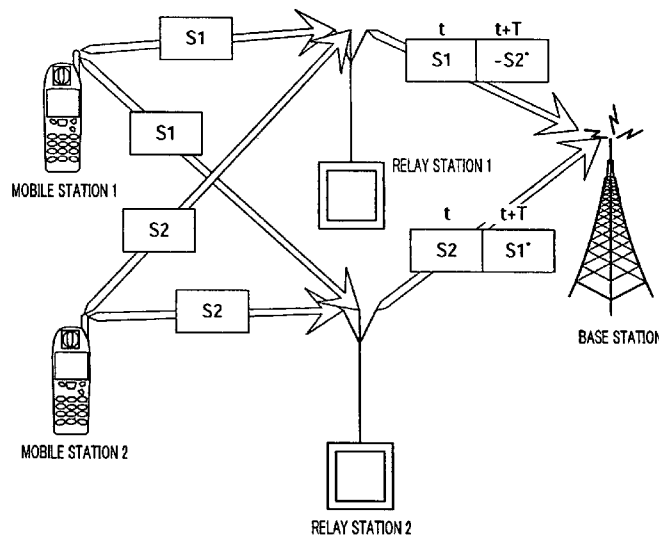 S1
t t+T
S1 -S2*
S1
MOBILE STATION 1
RELAY STATION 1
S2
t t+T
S2 S1*
S2
BASE STATION
MOBILE STATION 2
RELAY STATION 2